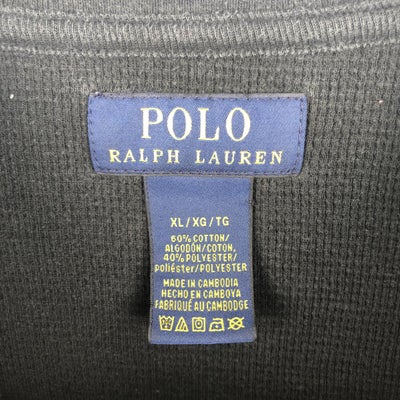 POLO
RALPH LAUREN
XL/XG/TG
60% COTTON/
ALGODÓN/COTON,
40% POLYESTER/
poliéster/POLYESTER
MADE IN CAMBODIA
HECHO EN CAMBOYA
FABRIQUÉ AU CAMBODGE